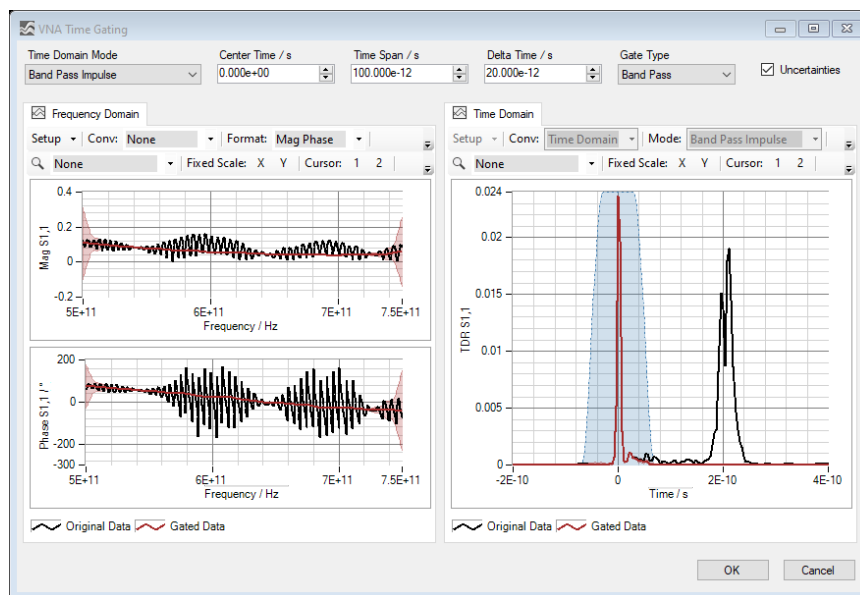 VNA Time Gating
Time Domain Mode Center Time / s Time Span / s Delta Time / s Gate Type
Band Pass Impulse 0.000e+00 100.000e-12 20.000e-12 Band Pass Uncertainties
Frequency Domain
Setup Conv: None Format: Mag Phase
None Fixed Scale: X Y Cursor: 1 2
Mag S1,1
0.4
0.2
0
-0.2
5E+11 6E+11 7E+11 7.5E+11
Frequency / Hz
Phase S1,1 / °
200
0
-200
-300
5E+11 6E+11 7E+11 7.5E+11
Frequency / Hz
Original Data Gated Data
Time Domain
Setup Conv: Time Domain Mode: Band Pass Impulse
None Fixed Scale: X Y Cursor: 1 2
TDR S1,1
0.024
0.02
0.015
0.01
0.005
0
-2E-10 0 2E-10 4E-10
Time / s
Original Data Gated Data
OK Cancel